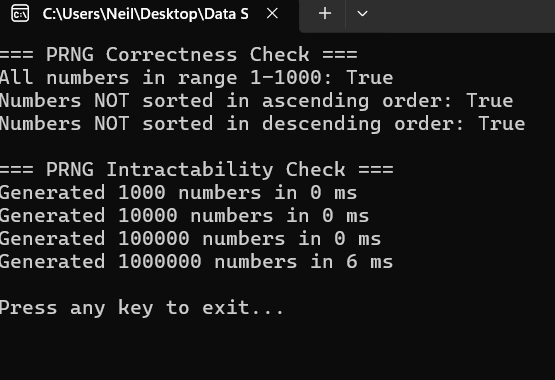 C:\Users\Neil\Desktop\Data S
=== PRNG Correctness Check ===
All numbers in range 1-1000: True
Numbers NOT sorted in ascending order: True
Numbers NOT sorted in descending order: True
=== PRNG Intractability Check ===
Generated 1000 numbers in 0 ms
Generated 10000 numbers in 0 ms
Generated 100000 numbers in 0 ms
Generated 1000000 numbers in 6 ms
Press any key to exit...